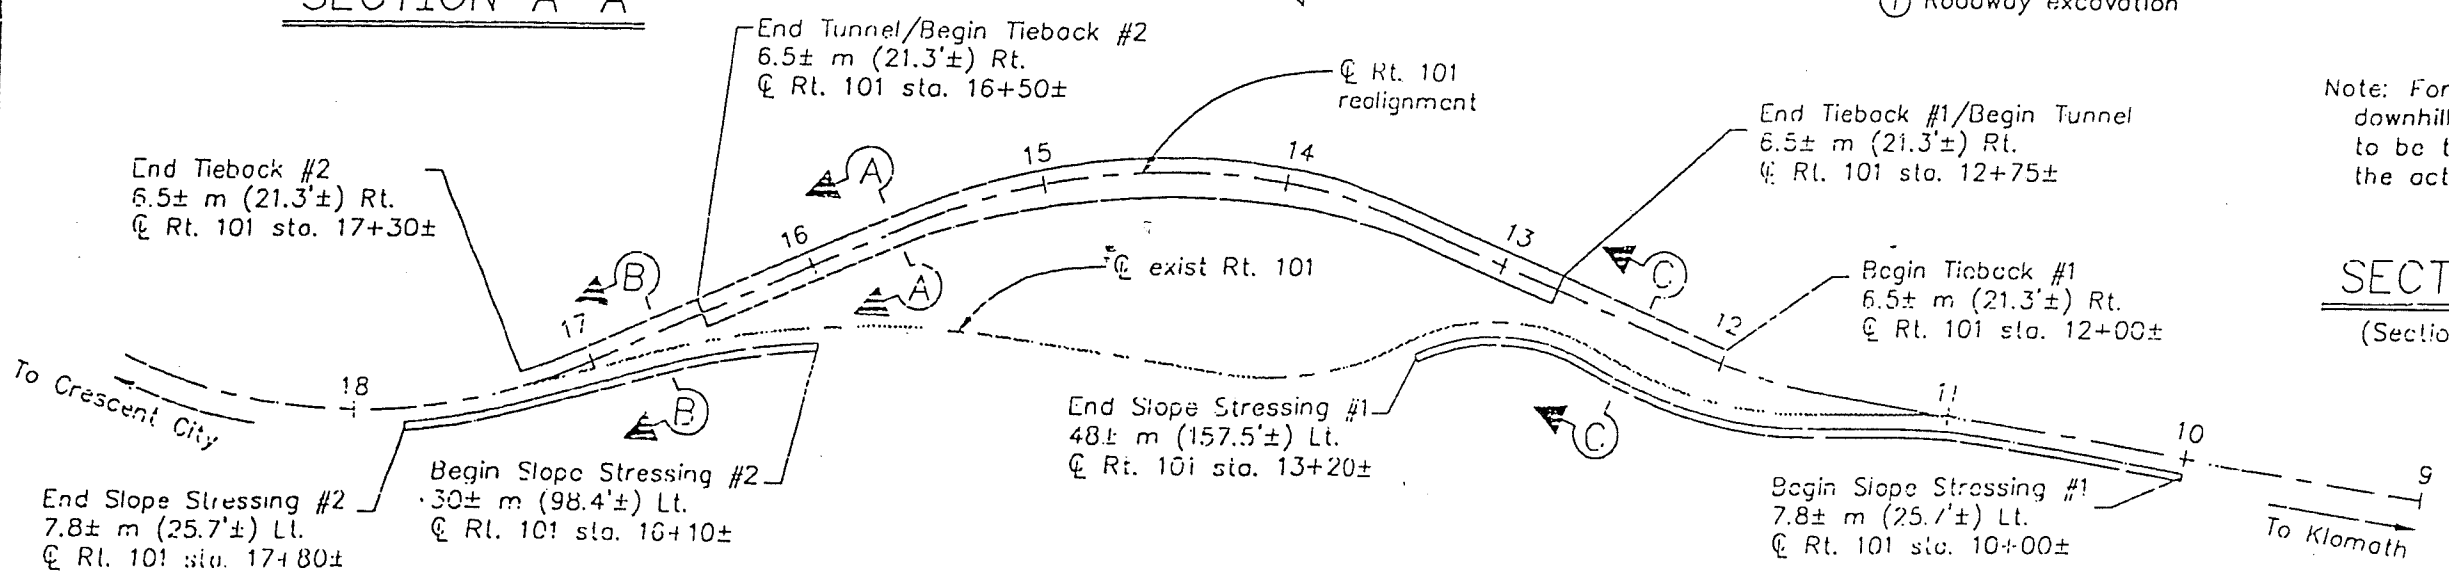 SECTION A-A
① Roadway excavation
End Tunnel/Begin Tieback #2
6.5± m (21.3'±) Rt.
℄ Rt. 101 sta. 16+50±
℄ Rt. 101
realignment
Note: For
downhill
to be t
the act
End Tieback #1/Begin Tunnel
6.5± m (21.3'±) Rt.
℄ Rt. 101 sta. 12+75±
End Tieback #2
6.5± m (21.3'±) Rt.
℄ Rt. 101 sta. 17+30±
15
14
A
16
13
B
A
℄ exist Rt. 101
C
Begin Tieback #1
6.5± m (21.3'±) Rt.
℄ Rt. 101 sta. 12+00±
SECT
(Sectio
17
12
To Crescent City
18
B
11
10
9
C
End Slope Stressing #1
48± m (157.5'±) Lt.
℄ Rt. 101 sta. 13+20±
Begin Slope Stressing #2
30± m (98.4'±) Lt.
℄ Rt. 101 sta. 16+10±
End Slope Stressing #2
7.8± m (25.7'±) Lt.
℄ Rt. 101 sta. 17+80±
Begin Slope Stressing #1
7.8± m (25.7'±) Lt.
℄ Rt. 101 sta. 10+00±
To Klamath